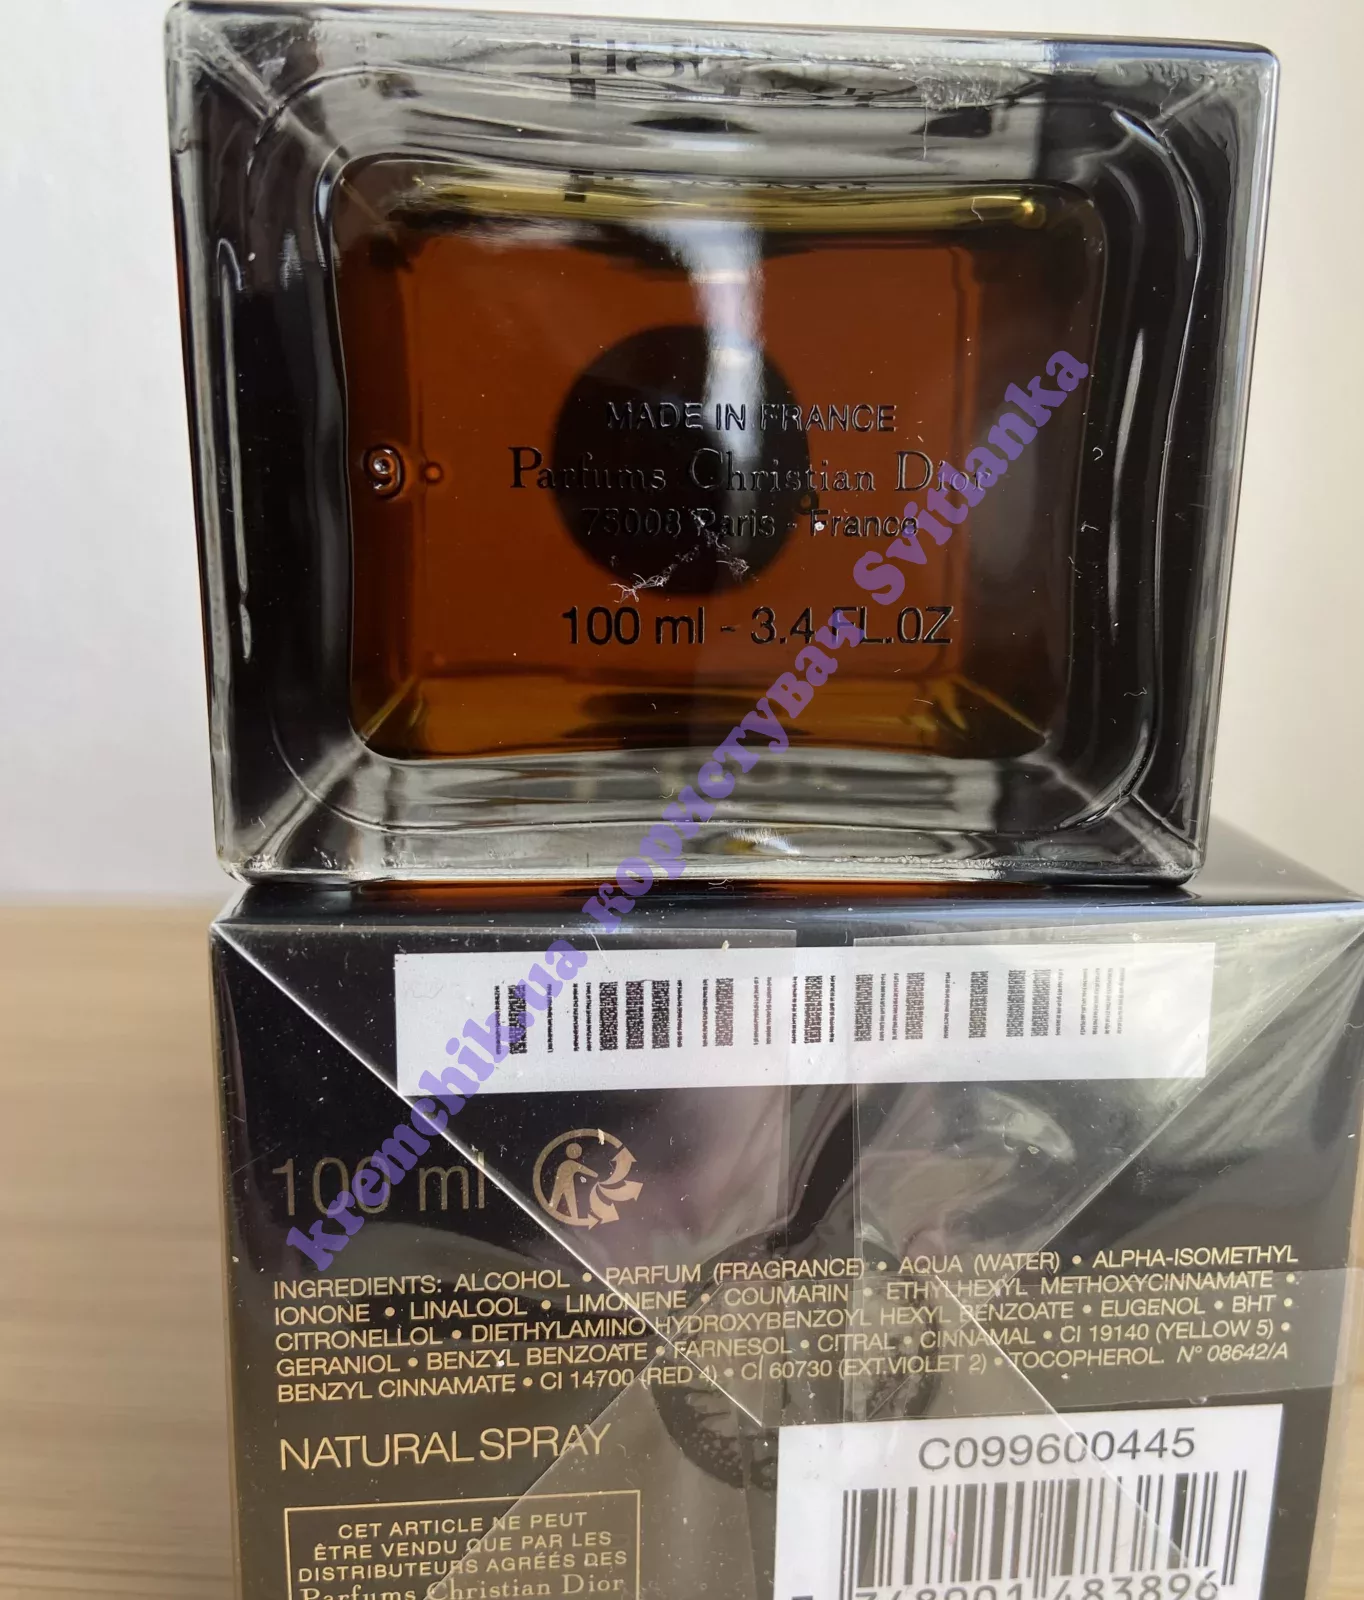 MADE IN FRANCE
Parfums Christian Dior
75008 Paris - France
100 ml - 3.4 FL.OZ
9
kremchik.ua користувач Svitlanka
100 ml
INGREDIENTS: ALCOHOL • PARFUM (FRAGRANCE) • AQUA (WATER) • ALPHA-ISOMETHYL
IONONE • LINALOOL • LIMONENE • COUMARIN • ETHYLHEXYL METHOXYCINNAMATE •
CITRONELLOL • DIETHYLAMINO HYDROXYBENZOYL HEXYL BENZOATE • EUGENOL • BHT •
GERANIOL • BENZYL BENZOATE • FARNESOL • CITRAL • CINNAMAL • CI 19140 (YELLOW 5) •
BENZYL CINNAMATE • CI 14700 (RED 4) • CI 60730 (EXT.VIOLET 2) • TOCOPHEROL. N° 08642/A
NATURAL SPRAY
C099600445
CET ARTICLE NE PEUT
ÊTRE VENDU QUE PAR LES
DISTRIBUTEURS AGRÉÉS DES
Parfums Christian Dior
348901 483896